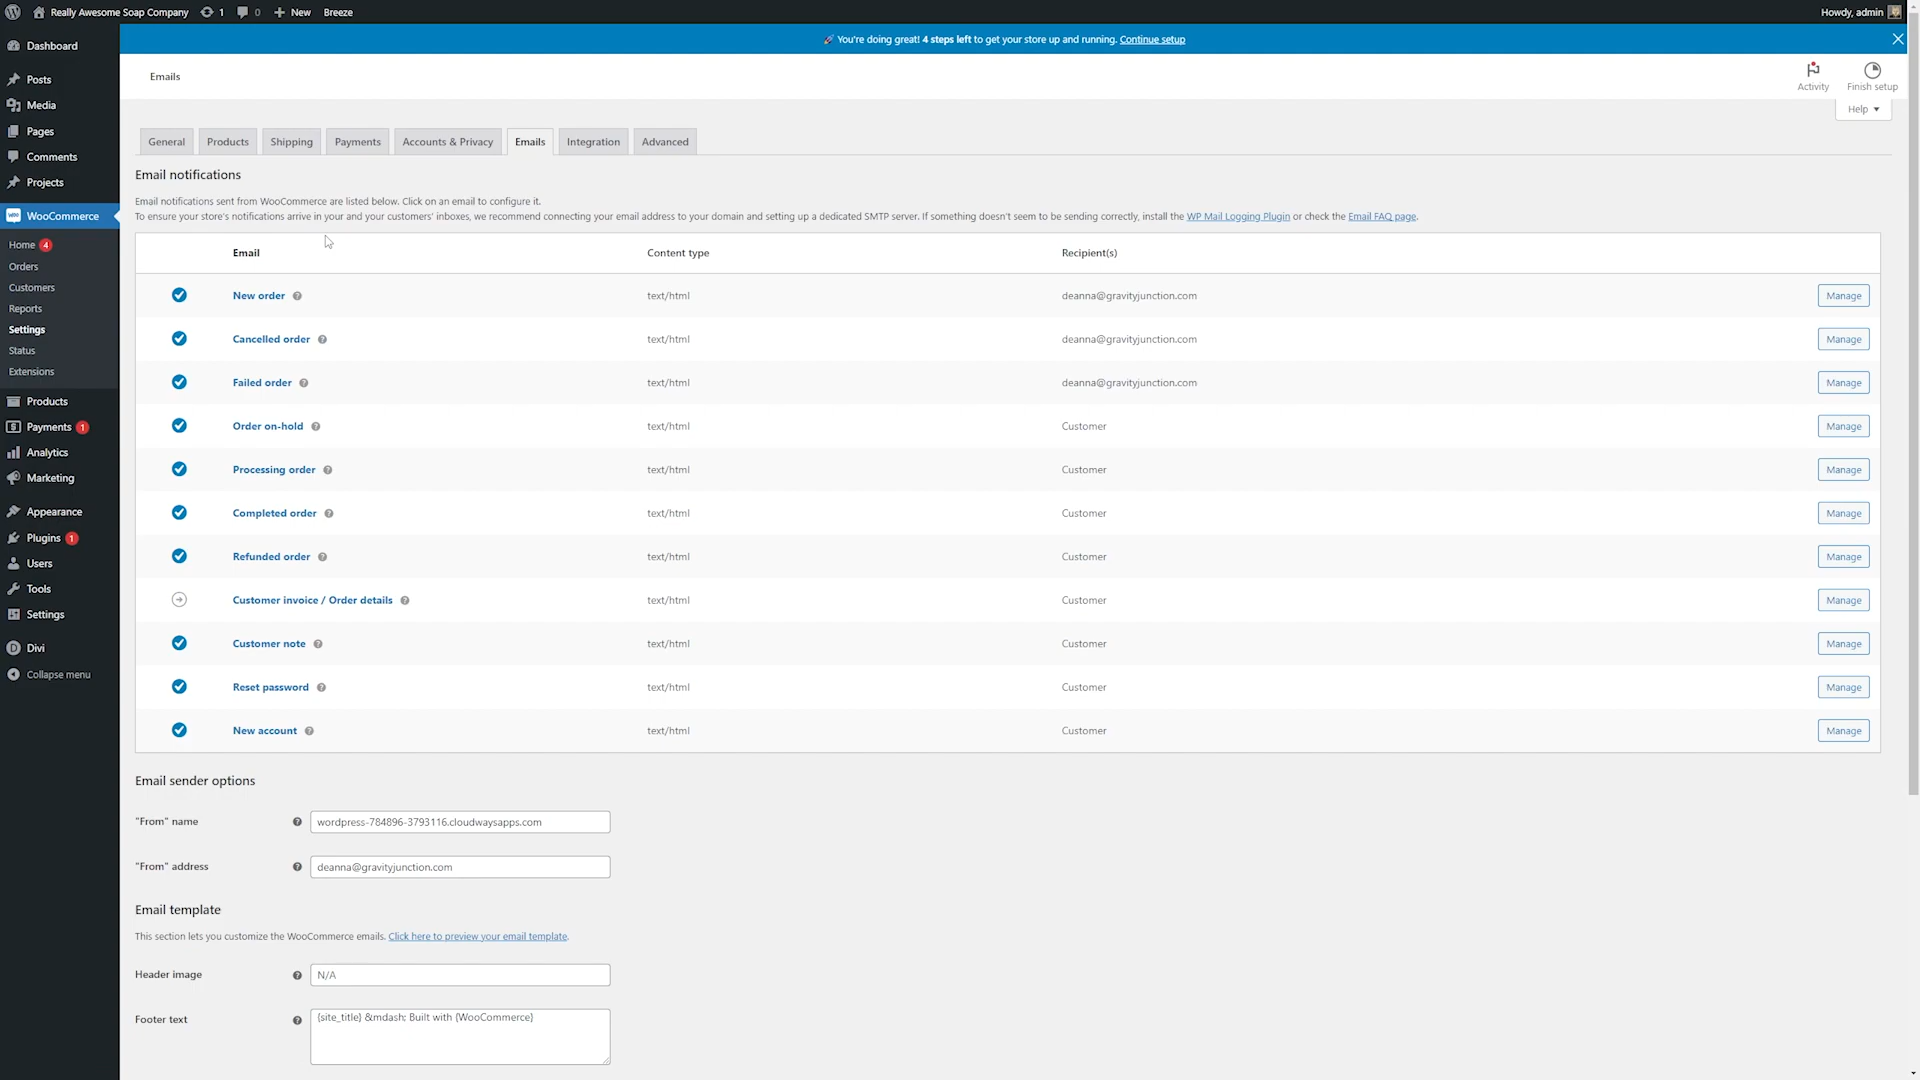 Really Awesome Soap Company 1 0 New Breeze Howdy, admin
🚀 You're doing great! 4 steps left to get your store up and running. Continue setup
Dashboard
Posts
Media
Pages
Comments
Projects
WooCommerce
Home 4
Orders
Customers
Reports
Settings
Status
Extensions
Products
Payments 1
Analytics
Marketing
Appearance
Plugins 1
Users
Tools
Settings
Divi
Collapse menu
Emails
Activity Finish setup
Help
General Products Shipping Payments Accounts & Privacy Emails Integration Advanced
Email notifications
Email notifications sent from WooCommerce are listed below. Click on an email to configure it.
To ensure your store's notifications arrive in your and your customers' inboxes, we recommend connecting your email address to your domain and setting up a dedicated SMTP server. If something doesn't seem to be sending correctly, install the WP Mail Logging Plugin or check the Email FAQ page.
Email Content type Recipient(s)
New order text/html deanna@gravityjunction.com Manage
Cancelled order text/html deanna@gravityjunction.com Manage
Failed order text/html deanna@gravityjunction.com Manage
Order on-hold text/html Customer Manage
Processing order text/html Customer Manage
Completed order text/html Customer Manage
Refunded order text/html Customer Manage
Customer invoice / Order details text/html Customer Manage
Customer note text/html Customer Manage
Reset password text/html Customer Manage
New account text/html Customer Manage
Email sender options
"From" name wordpress-784896-3793116.cloudwaysapps.com
"From" address deanna@gravityjunction.com
Email template
This section lets you customize the WooCommerce emails. Click here to preview your email template.
Header image N/A
Footer text {site_title} &mdash; Built with {WooCommerce}